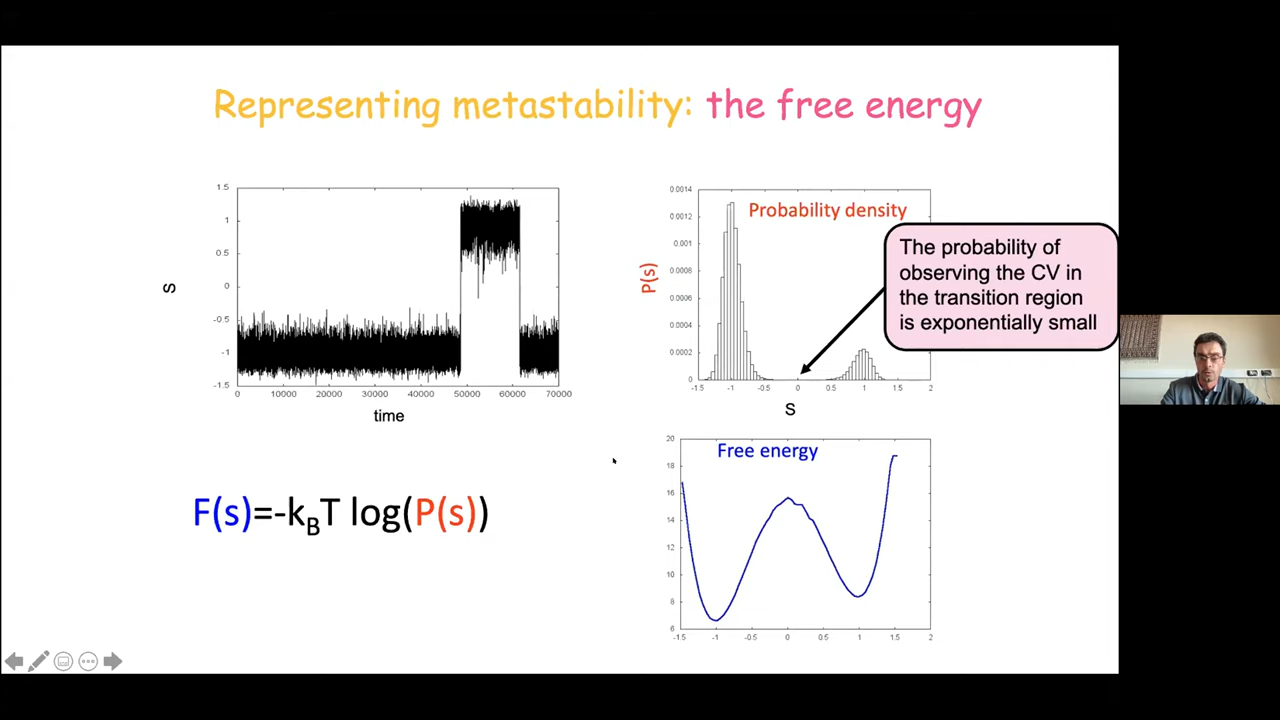 Representing metastability: the free energy
1.5
1
0.5
0
-0.5
-1
-1.5
S
0 10000 20000 30000 40000 50000 60000 70000
time
0.0014
0.0012
0.001
0.0008
0.0006
0.0004
0.0002
0
P(s)
Probability density
-1.5 -1 -0.5 0 0.5 1 1.5 2
S
The probability of
observing the CV in
the transition region
is exponentially small
F(s)=-kBT log(P(s))
Free energy
20
18
16
14
12
10
8
6
-1.5 -1 -0.5 0 0.5 1 1.5 2